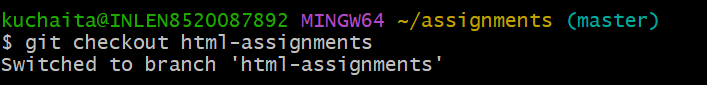 kuchaita@INLEN8520087892 MINGW64 ~/assignments (master)
$ git checkout html-assignments
Switched to branch 'html-assignments'